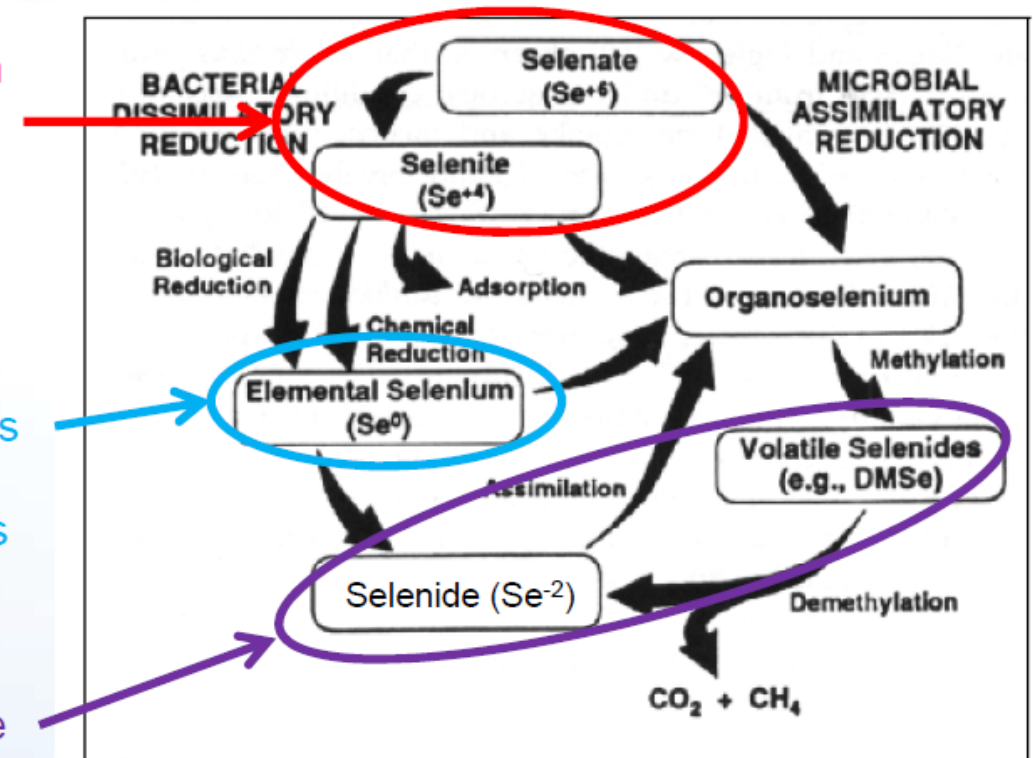 Selenate
(Se+6)
BACTERIAL
DISSIMILATORY
REDUCTION
MICROBIAL
ASSIMILATORY
REDUCTION
Selenite
(Se+4)
Biological
Reduction
Adsorption
Chemical
Reduction
Organoselenium
Methylation
Elemental Selenium
(Se⁰)
Volatile Selenides
(e.g., DMSe)
Assimilation
Selenide (Se-2)
Demethylation
CO₂ + CH₄